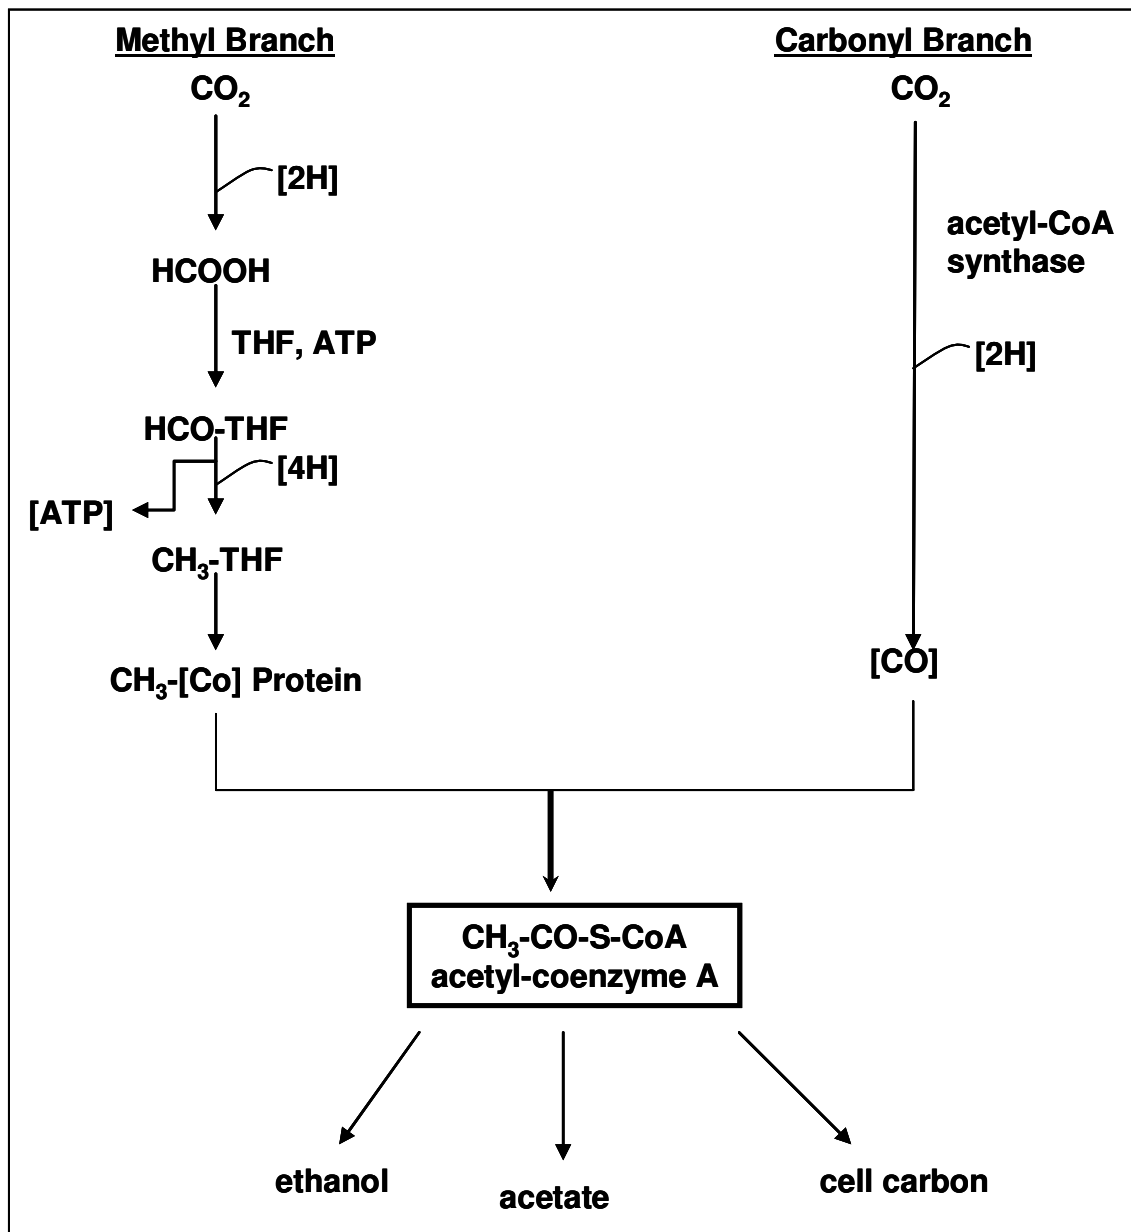 Methyl Branch
CO₂
[2H]
HCOOH
THF, ATP
HCO-THF
[4H]
[ATP]
CH₃-THF
CH₃-[Co] Protein
Carbonyl Branch
CO₂
acetyl-CoA
synthase
[2H]
[CO]
CH₃-CO-S-CoA
acetyl-coenzyme A
ethanol
acetate
cell carbon